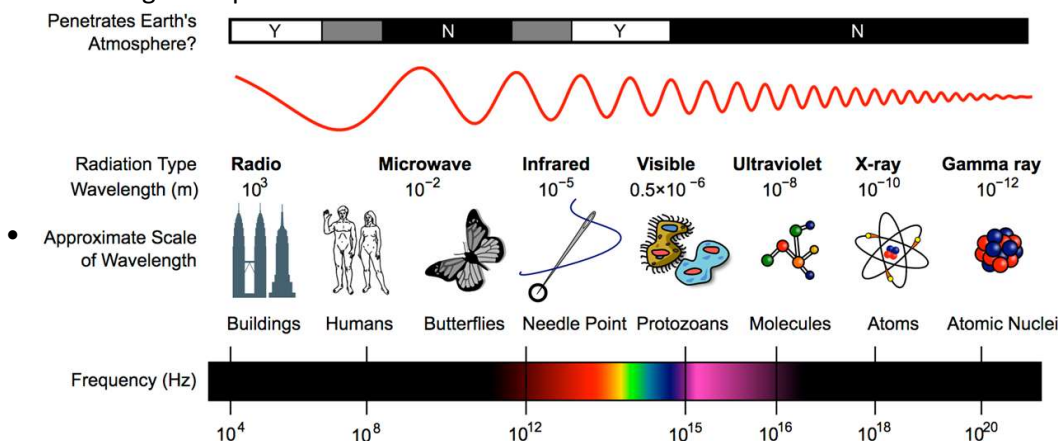 Penetrates Earth's
Atmosphere?
Y N Y N
Radiation Type Radio Microwave Infrared Visible Ultraviolet X-ray Gamma ray
Wavelength (m) 10³ 10⁻² 10⁻⁵ 0.5×10⁻⁶ 10⁻⁸ 10⁻¹⁰ 10⁻¹²
Approximate Scale
of Wavelength
Buildings Humans Butterflies Needle Point Protozoans Molecules Atoms Atomic Nuclei
Frequency (Hz)
10⁴ 10⁸ 10¹² 10¹⁵ 10¹⁶ 10¹⁸ 10²⁰